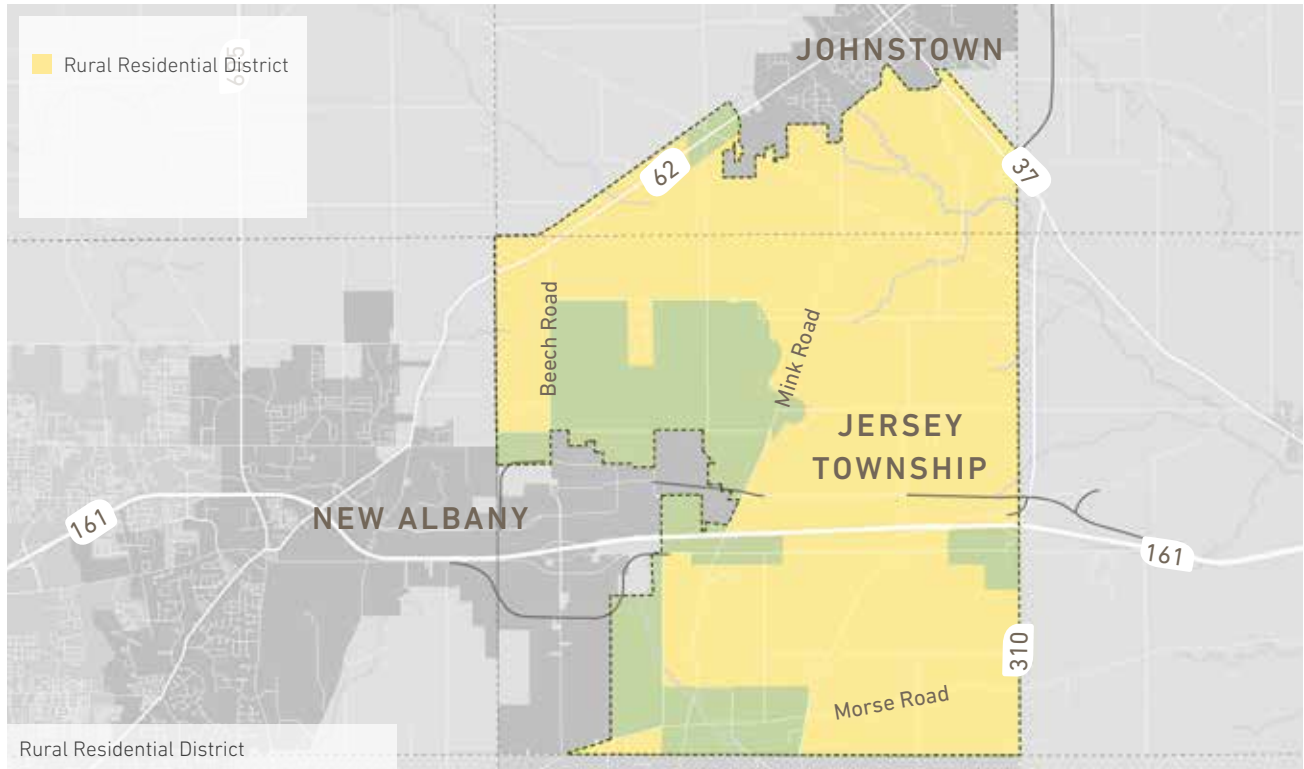 Rural Residential District
605
JOHNSTOWN
62
37
Beech Road
Mink Road
JERSEY
TOWNSHIP
NEW ALBANY
161
161
310
Morse Road
Rural Residential District